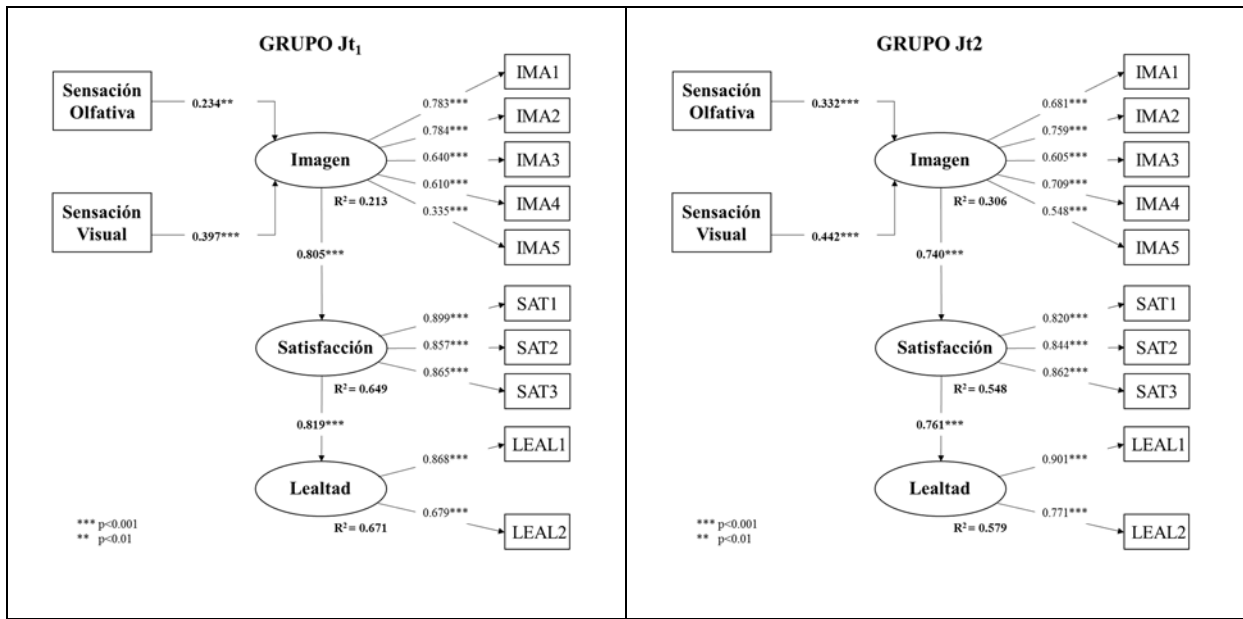 GRUPO Jt₁
Sensación
Olfativa
0.234**
Sensación
Visual
0.397***
Imagen
R² = 0.213
0.783***
0.784***
0.640***
0.610***
0.335***
IMA1
IMA2
IMA3
IMA4
IMA5
0.805***
Satisfacción
R² = 0.649
0.899***
0.857***
0.865***
SAT1
SAT2
SAT3
0.819***
Lealtad
R² = 0.671
0.868***
0.679***
LEAL1
LEAL2
*** p<0.001
** p<0.01
GRUPO Jt2
Sensación
Olfativa
0.332***
Sensación
Visual
0.442***
Imagen
R² = 0.306
0.681***
0.759***
0.605***
0.709***
0.548***
IMA1
IMA2
IMA3
IMA4
IMA5
0.740***
Satisfacción
R² = 0.548
0.820***
0.844***
0.862***
SAT1
SAT2
SAT3
0.761***
Lealtad
R² = 0.579
0.901***
0.771***
LEAL1
LEAL2
*** p<0.001
** p<0.01